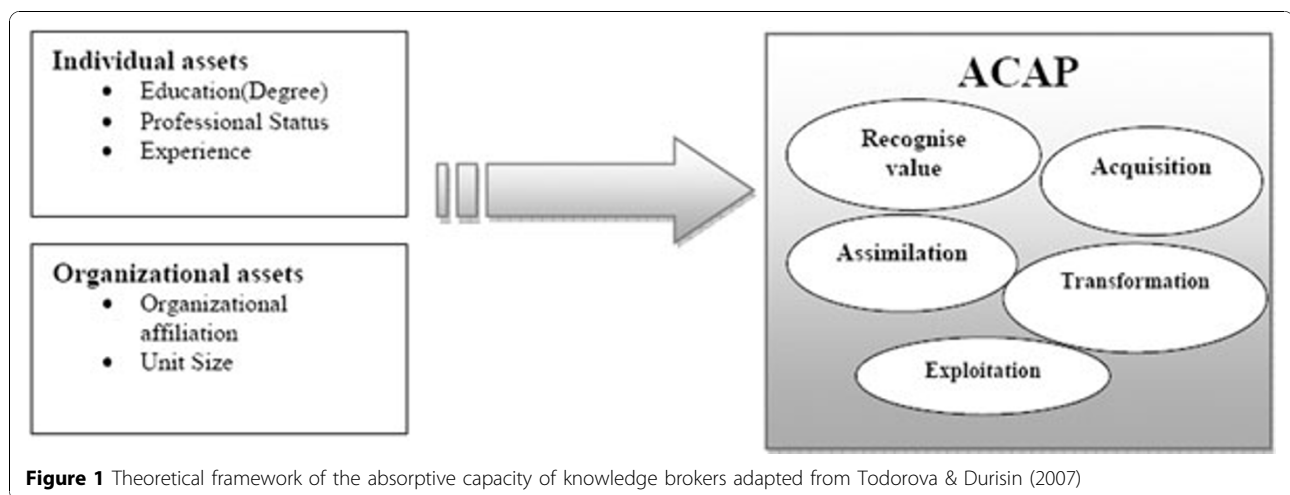 Individual assets
• Education(Degree)
• Professional Status
• Experience
Organizational assets
• Organizational
affiliation
• Unit Size
ACAP
Recognise
value
Acquisition
Assimilation
Transformation
Exploitation
Figure 1 Theoretical framework of the absorptive capacity of knowledge brokers adapted from Todorova & Durisin (2007)